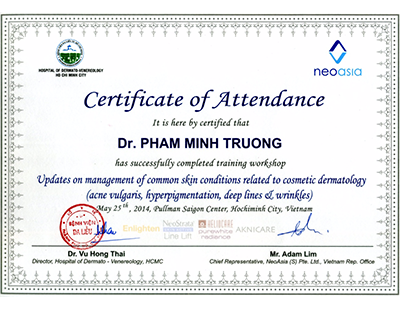 HOSPITAL OF DERMATO-VENEREOLOGY
HO CHI MINH CITY
neoasia
Certificate of Attendance
It is here by certified that
Dr. PHAM MINH TRUONG
has successfully completed training workshop
Updates on management of common skin conditions related to cosmetic dermatology
(acne vulgaris, hyperpigmentation, deep lines & wrinkles)
May 25th, 2014, Pullman Saigon Center, Hochiminh City, Vietnam
BỆNH VIỆN
DA LIỄU
Enlighten
NeoStrata
Line Lift
HELIOCARE
purewhite
radiance
AKNICARE
Dr. Vu Hong Thai
Director, Hospital of Dermato - Venereology, HCMC
Mr. Adam Lim
Chief Representative, NeoAsia (S) Pte. Ltd., Vietnam Rep. Office